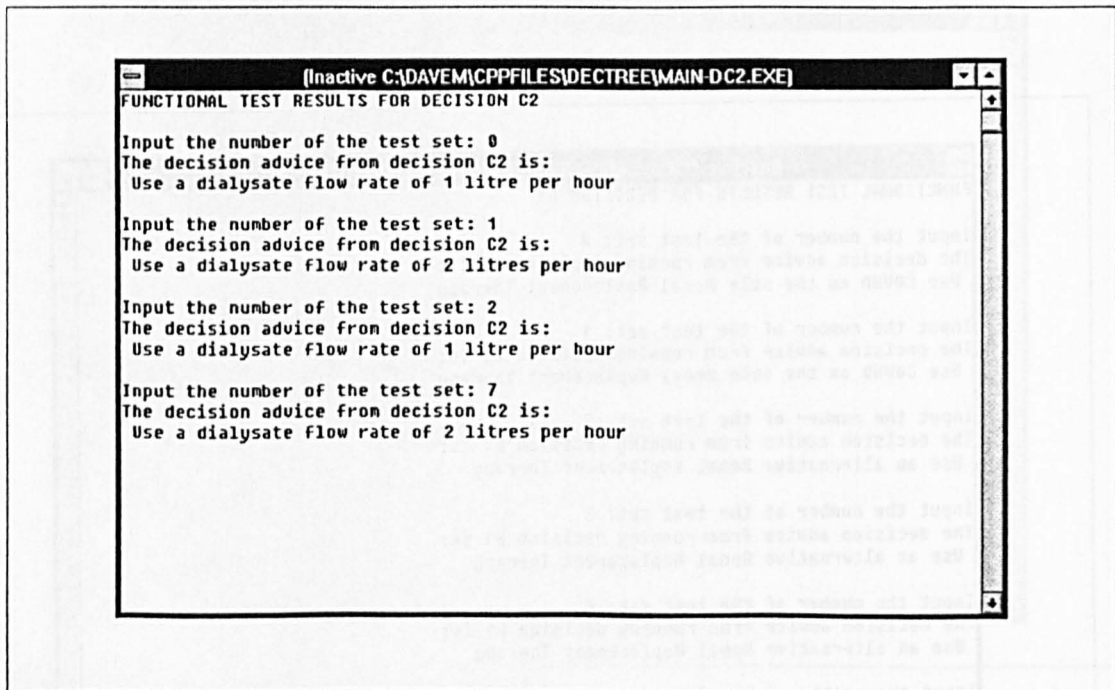 (Inactive C:\DAVEM\CPPFILES\DECTREE\MAIN-DC2.EXE)
FUNCTIONAL TEST RESULTS FOR DECISION C2
Input the number of the test set: 0
The decision advice from decision C2 is:
Use a dialysate flow rate of 1 litre per hour
Input the number of the test set: 1
The decision advice from decision C2 is:
Use a dialysate flow rate of 2 litres per hour
Input the number of the test set: 2
The decision advice from decision C2 is:
Use a dialysate flow rate of 1 litre per hour
Input the number of the test set: 7
The decision advice from decision C2 is:
Use a dialysate flow rate of 2 litres per hour